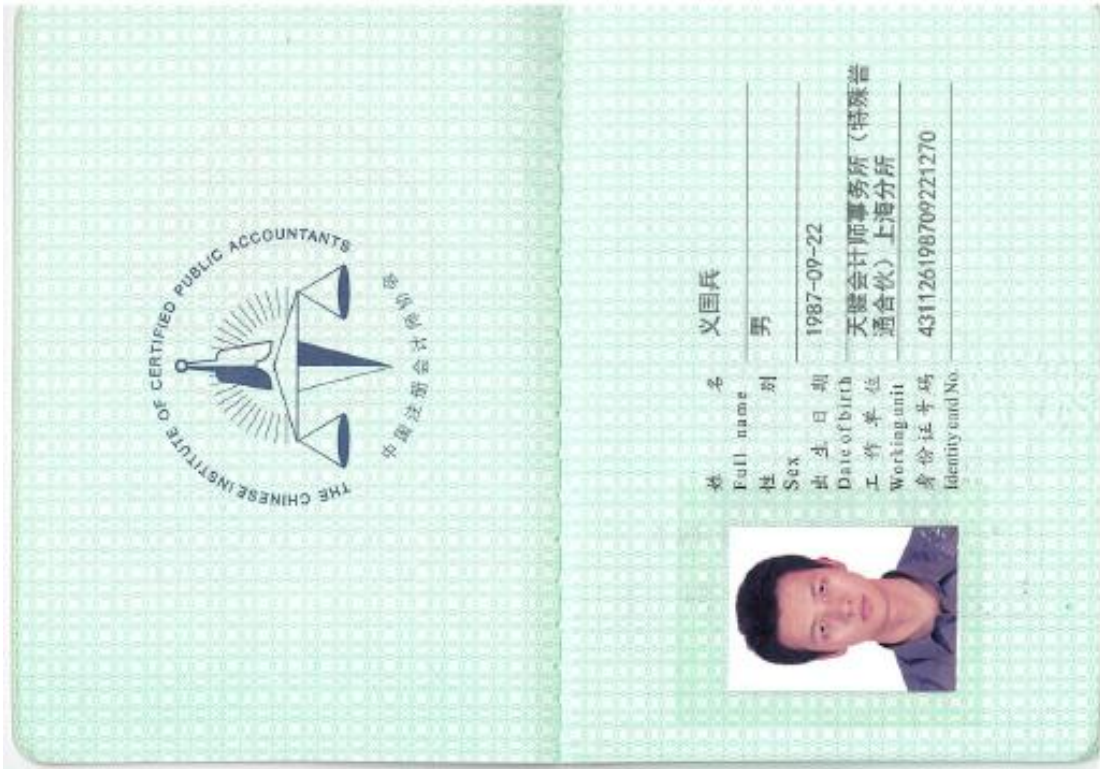 THE CHINESE INSTITUTE OF CERTIFIED PUBLIC ACCOUNTANTS
中国注册会计师协会
姓 名 义国兵
Full name
性 别 男
Sex
出 生 日 期 1987-09-22
Date of birth
工 作 单 位 天健会计师事务所（特殊普
Working unit 通合伙）上海分所
身份证号码 431126198709221270
Identity card No.